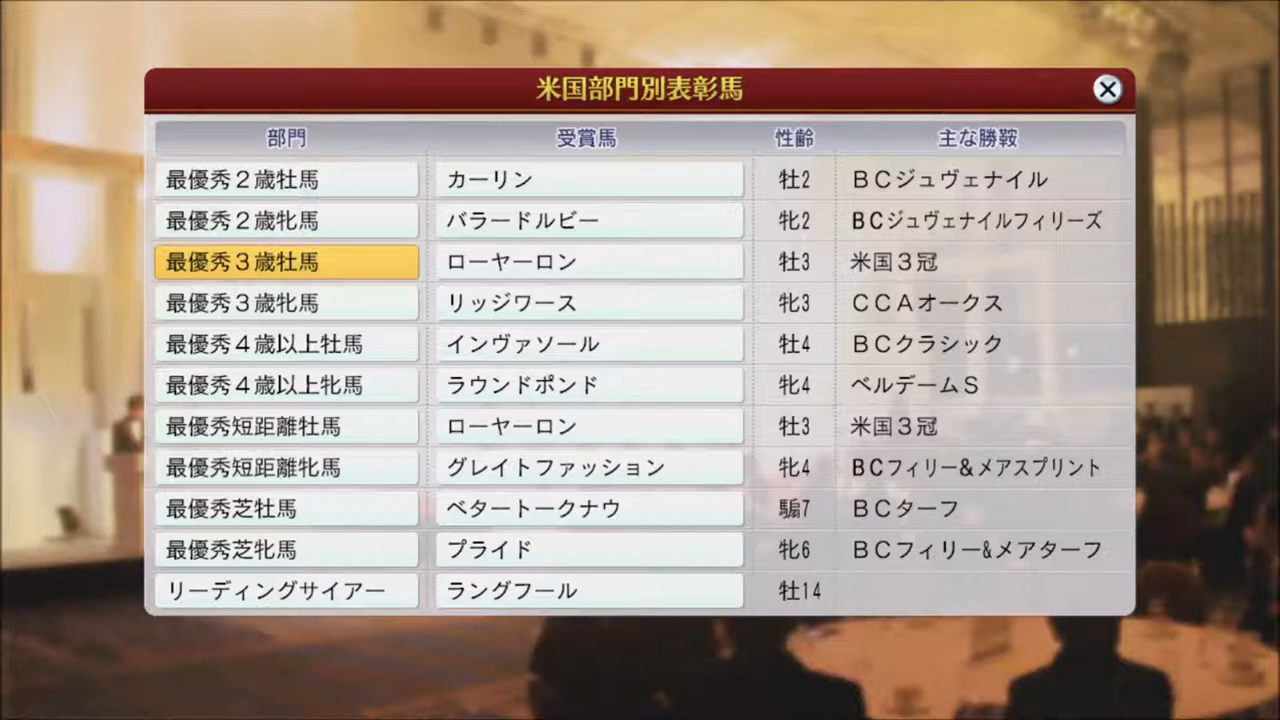 米国部門別表彰馬
部門 受賞馬 性齢 主な勝鞍
最優秀２歳牡馬 カーリン 牡2 ＢＣジュヴェナイル
最優秀２歳牝馬 バラードルビー 牝2 BCジュヴェナイルフィリーズ
最優秀３歳牡馬 ローヤーロン 牡3 米国３冠
最優秀３歳牝馬 リッジワース 牝3 ＣＣＡオークス
最優秀４歳以上牡馬 インヴァソール 牡4 ＢＣクラシック
最優秀４歳以上牝馬 ラウンドポンド 牝4 ベルデームＳ
最優秀短距離牡馬 ローヤーロン 牡3 米国３冠
最優秀短距離牝馬 グレイトファッション 牝4 BCフィリー&メアスプリント
最優秀芝牡馬 ベタートークナウ 騸7 ＢＣターフ
最優秀芝牝馬 プライド 牝6 ＢＣフィリー&メアターフ
リーディングサイアー ラングフール 牡14